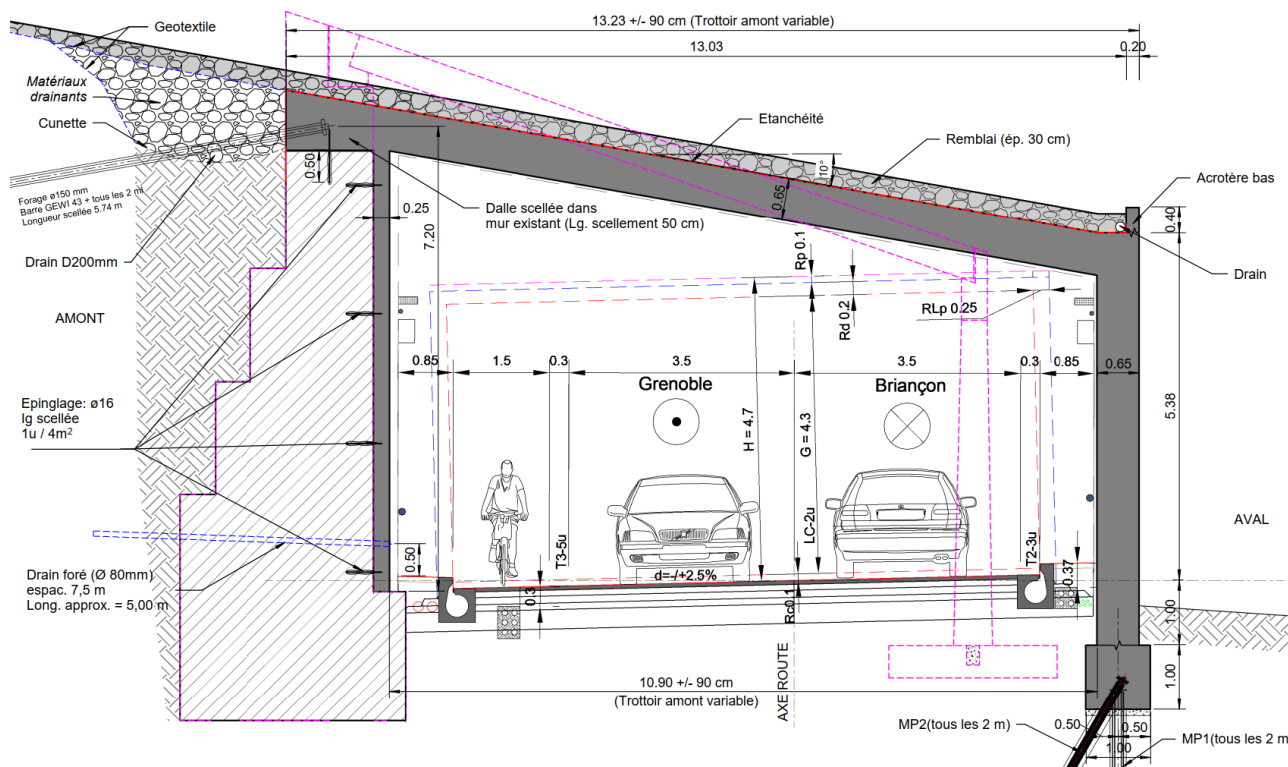 13.23 +/- 90 cm (Trottoir amont variable)
13.03
0.20
Geotextile
Matériaux
drainants
Cunette
Etanchéité
Remblai (ép. 30 cm)
10°
0.65
Acrotère bas
0.40
0.50
Forage ø150 mm
Barre GEWI 43 + tous les 2 ml
Longueur scellée 5.74 m
0.25
7.20
Dalle scellée dans
mur existant (Lg. scellement 50 cm)
Drain D200mm
Rp 0.1
Drain
Rd 0.2
RLp 0.25
AMONT
0.85
1.5
0.3
3.5
3.5
0.3
0.85
0.65
Grenoble
Briançon
5.38
Epinglage: ø16
lg scellée
1u / 4m²
H = 4.7
G = 4.3
LC-2u
T3-5u
T2-3u
AVAL
0.50
d=-/+2.5%
0.37
Drain foré (Ø 80mm)
espac. 7,5 m
Long. approx. = 5,00 m
0.3
Rc0.1
1.00
1.00
10.90 +/- 90 cm
(Trottoir amont variable)
AXE ROUTE
MP2(tous les 2 m)
0.50
0.50
1.00
MP1(tous les 2 m